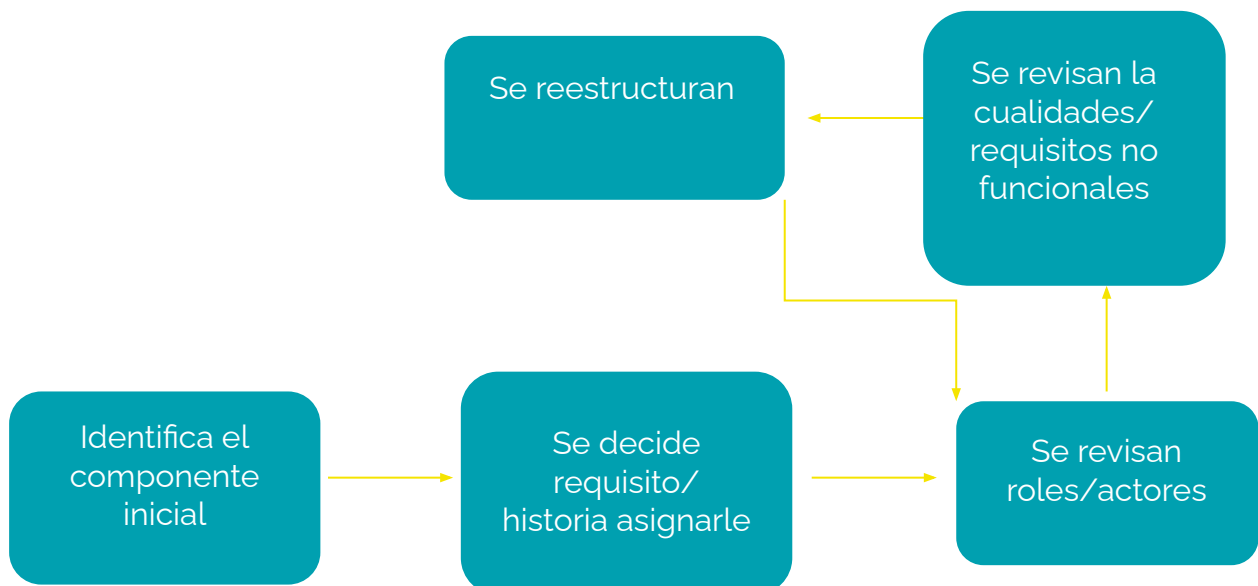 Se reestructuran
Se revisan la
cualidades/
requisitos no
funcionales
Identifica el
componente
inicial
Se decide
requisito/
historia asignarle
Se revisan
roles/actores